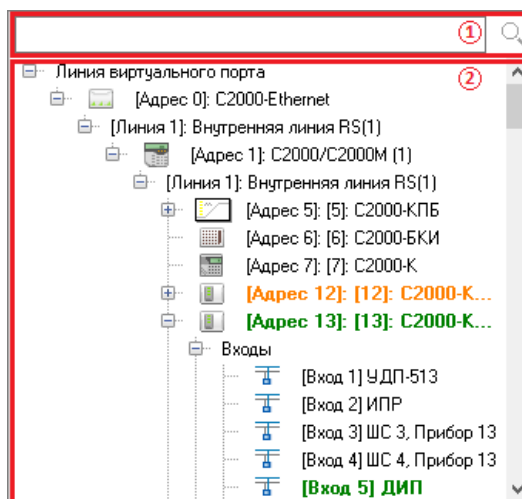 ①
②
Линия виртуального порта
[Адрес 0]: С2000-Ethernet
[Линия 1]: Внутренняя линия RS(1)
[Адрес 1]: С2000/С2000М (1)
[Линия 1]: Внутренняя линия RS(1)
[Адрес 5]: [5]: С2000-КПБ
[Адрес 6]: [6]: С2000-БКИ
[Адрес 7]: [7]: С2000-К
[Адрес 12]: [12]: С2000-К...
[Адрес 13]: [13]: С2000-К...
Входы
[Вход 1] УДП-513
[Вход 2] ИПР
[Вход 3] ШС 3, Прибор 13
[Вход 4] ШС 4, Прибор 13
[Вход 5] ДИП